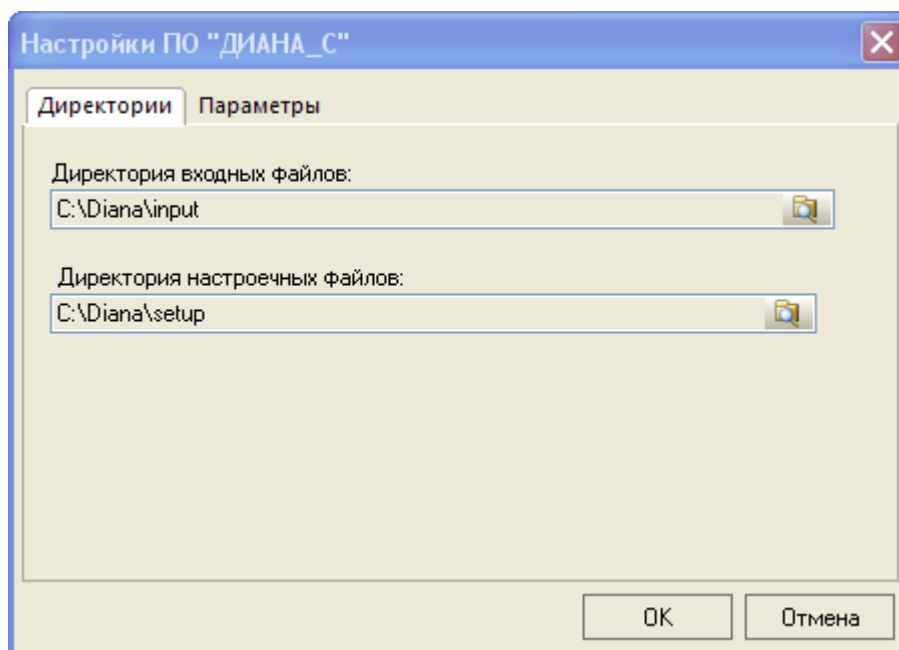 Настройки ПО "ДИАНА_С"
Директории Параметры
Директория входных файлов:
C:\Diana\input
Директория настроечных файлов:
C:\Diana\setup
OK Отмена